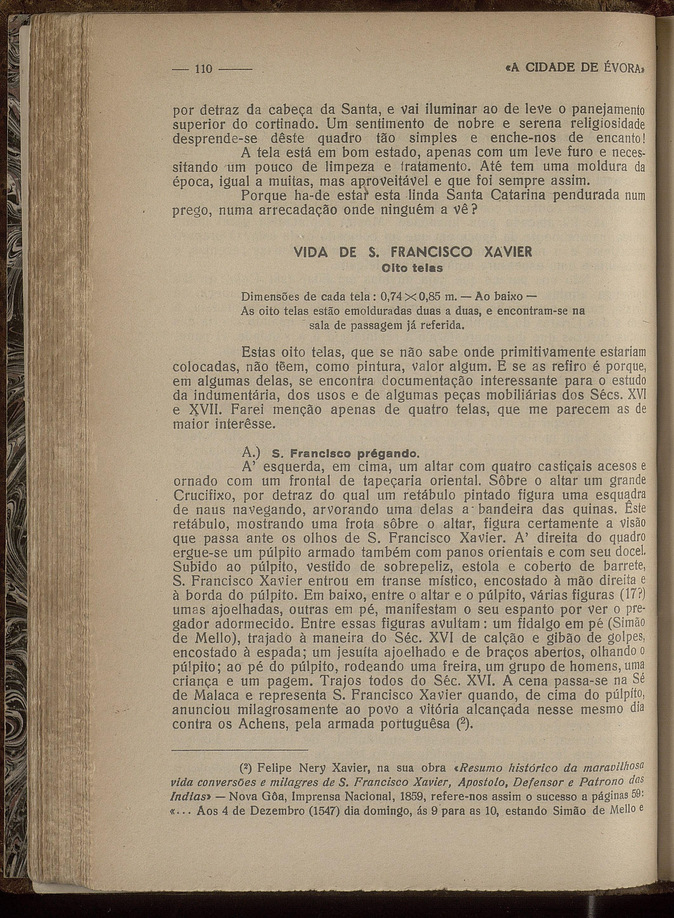 — 110 —
«A CIDADE DE ÉVORA»
por detraz da cabeça da Santa, e vai iluminar ao de leve o panejamento
superior do cortinado. Um sentimento de nobre e serena religiosidade
desprende-se dêste quadro tão simples e enche-nos de encanto!
A tela está em bom estado, apenas com um leve furo e neces-
sitando um pouco de limpeza e tratamento. Até tem uma moldura da
época, igual a muitas, mas aproveitável e que foi sempre assim.
Porque ha-de estar esta linda Santa Catarina pendurada num
prego, numa arrecadação onde ninguém a vê?
VIDA DE S. FRANCISCO XAVIER
Oito telas
Dimensões de cada tela : 0,74×0,85 m. — Ao baixo —
As oito telas estão emolduradas duas a duas, e encontram-se na
sala de passagem já referida.
Estas oito telas, que se não sabe onde primitivamente estariam
colocadas, não têem, como pintura, valor algum. E se as refiro é porque,
em algumas delas, se encontra documentação interessante para o estudo
da indumentária, dos usos e de algumas peças mobiliárias dos Sécs. XVI
e XVII. Farei menção apenas de quatro telas, que me parecem as de
maior interêsse.
A.) S. Francisco prégando.
A' esquerda, em cima, um altar com quatro castiçais acesos e
ornado com um frontal de tapeçaria oriental. Sôbre o altar um grande
Crucifixo, por detraz do qual um retábulo pintado figura uma esquadra
de naus navegando, arvorando uma delas a bandeira das quinas. Êste
retábulo, mostrando uma frota sôbre o altar, figura certamente a visão
que passa ante os olhos de S. Francisco Xavier. A' direita do quadro
ergue-se um púlpito armado também com panos orientais e com seu docel.
Subido ao púlpito, vestido de sobrepeliz, estola e coberto de barrete,
S. Francisco Xavier entrou em transe místico, encostado à mão direita e
à borda do púlpito. Em baixo, entre o altar e o púlpito, várias figuras (17?)
umas ajoelhadas, outras em pé, manifestam o seu espanto por ver o pre-
gador adormecido. Entre essas figuras avultam : um fidalgo em pé (Simão
de Mello), trajado à maneira do Séc. XVI de calção e gibão de golpes,
encostado à espada; um jesuíta ajoelhado e de braços abertos, olhando o
púlpito; ao pé do púlpito, rodeando uma freira, um grupo de homens, uma
criança e um pagem. Trajos todos do Séc. XVI. A cena passa-se na Sé
de Malaca e representa S. Francisco Xavier quando, de cima do púlpito,
anunciou milagrosamente ao povo a vitória alcançada nesse mesmo dia
contra os Achens, pela armada portuguêsa (²).
(²) Felipe Nery Xavier, na sua obra «Resumo histórico da maravilhosa
vida conversões e milagres de S. Francisco Xavier, Apostolo, Defensor e Patrono das
Indias» — Nova Gôa, Imprensa Nacional, 1859, refere-nos assim o sucesso a páginas 59:
«... Aos 4 de Dezembro (1547) dia domingo, ás 9 para as 10, estando Simão de Mello e